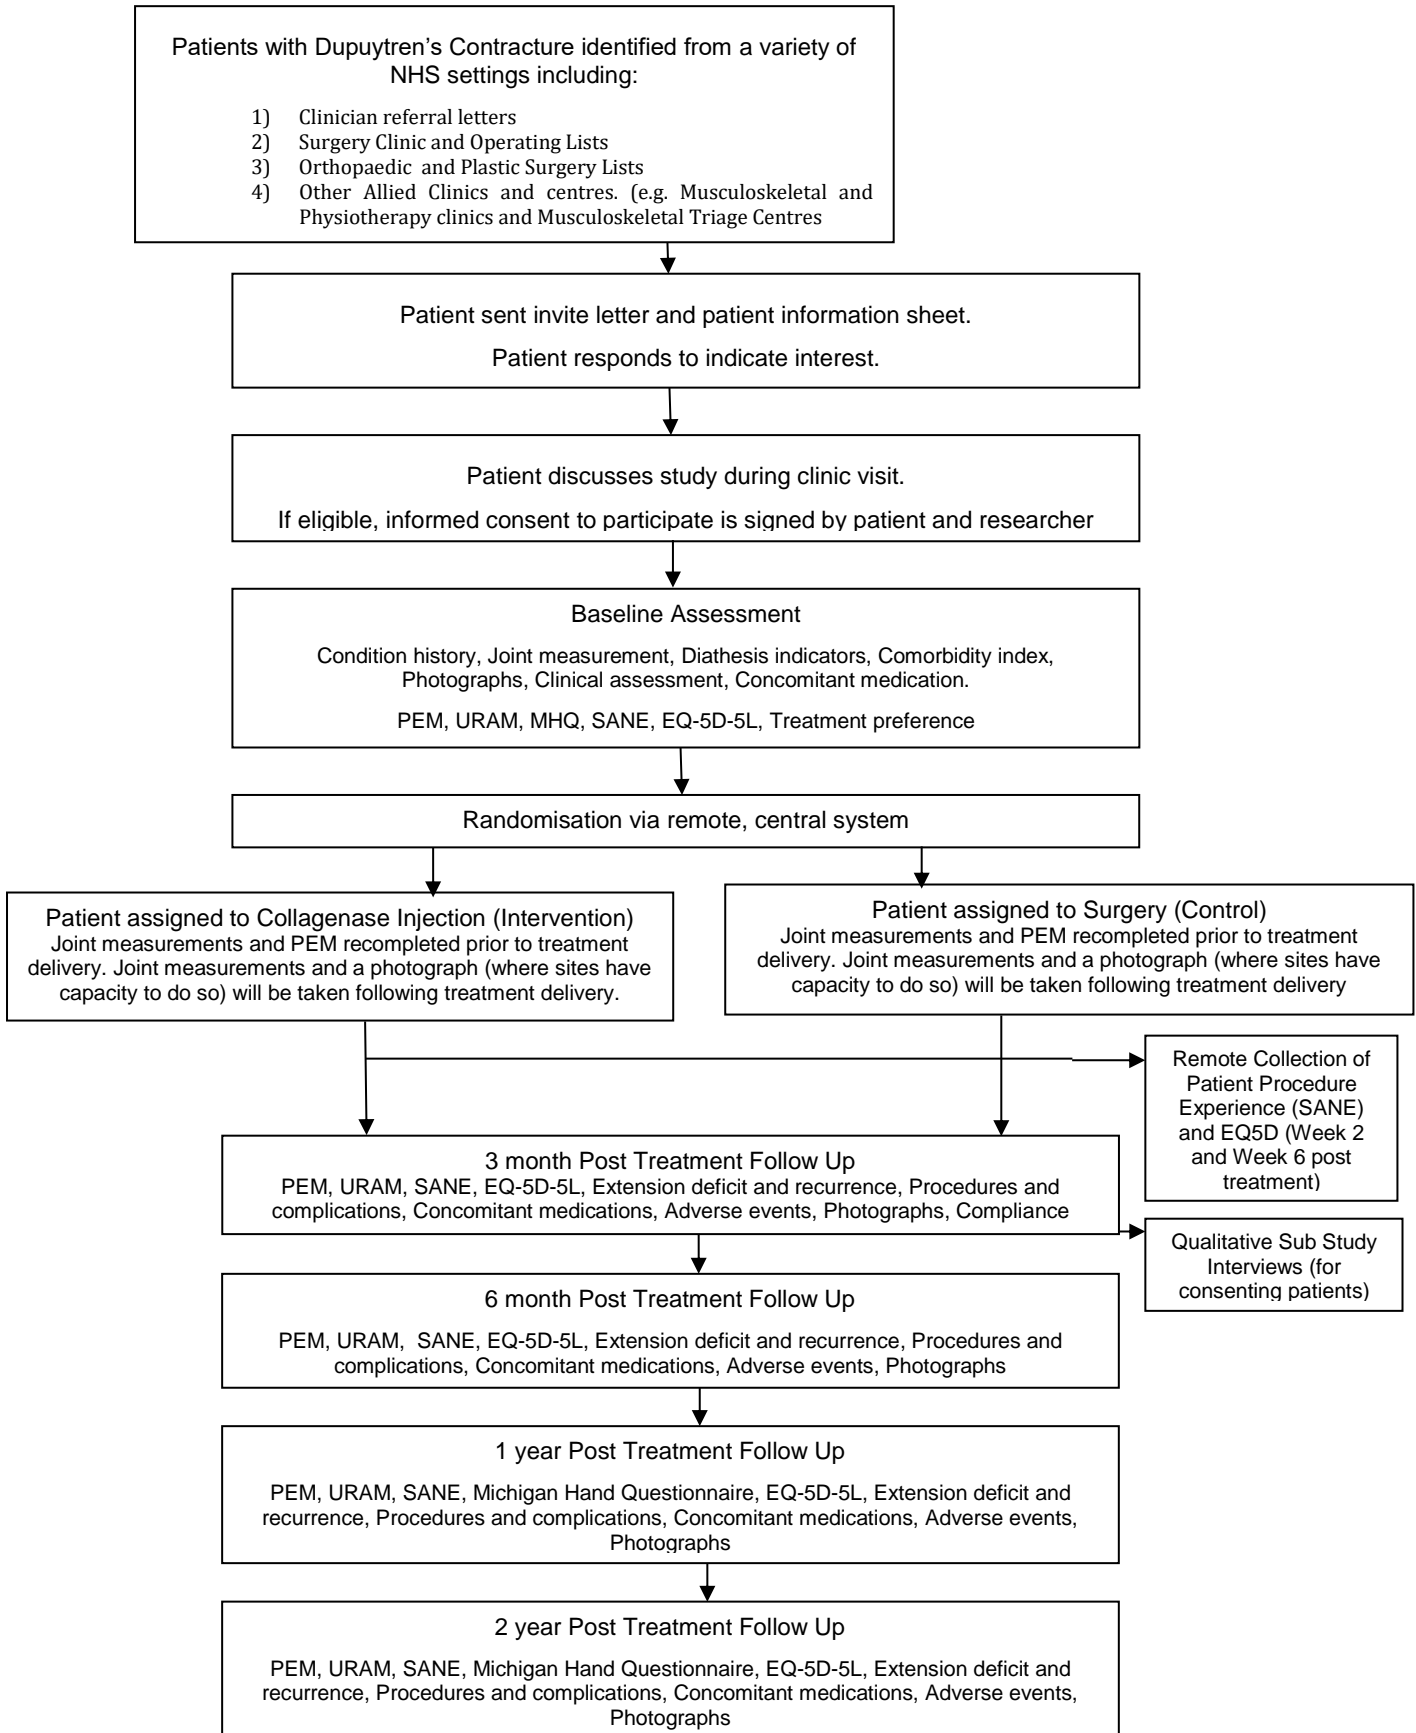 Patients with Dupuytren’s Contracture identified from a variety of
NHS settings including:
1) Clinician referral letters
2) Surgery Clinic and Operating Lists
3) Orthopaedic and Plastic Surgery Lists
4) Other Allied Clinics and centres. (e.g. Musculoskeletal and
Physiotherapy clinics and Musculoskeletal Triage Centres
Patient sent invite letter and patient information sheet.
Patient responds to indicate interest.
Patient discusses study during clinic visit.
If eligible, informed consent to participate is signed by patient and researcher
Baseline Assessment
Condition history, Joint measurement, Diathesis indicators, Comorbidity index,
Photographs, Clinical assessment, Concomitant medication.
PEM, URAM, MHQ, SANE, EQ-5D-5L, Treatment preference
Randomisation via remote, central system
Patient assigned to Collagenase Injection (Intervention)
Joint measurements and PEM recompleted prior to treatment
delivery. Joint measurements and a photograph (where sites have
capacity to do so) will be taken following treatment delivery.
Patient assigned to Surgery (Control)
Joint measurements and PEM recompleted prior to treatment
delivery. Joint measurements and a photograph (where sites have
capacity to do so) will be taken following treatment delivery
Remote Collection of
Patient Procedure
Experience (SANE)
and EQ5D (Week 2
and Week 6 post
treatment)
3 month Post Treatment Follow Up
PEM, URAM, SANE, EQ-5D-5L, Extension deficit and recurrence, Procedures and
complications, Concomitant medications, Adverse events, Photographs, Compliance
Qualitative Sub Study
Interviews (for
consenting patients)
6 month Post Treatment Follow Up
PEM, URAM, SANE, EQ-5D-5L, Extension deficit and recurrence, Procedures and
complications, Concomitant medications, Adverse events, Photographs
1 year Post Treatment Follow Up
PEM, URAM, SANE, Michigan Hand Questionnaire, EQ-5D-5L, Extension deficit and
recurrence, Procedures and complications, Concomitant medications, Adverse events,
Photographs
2 year Post Treatment Follow Up
PEM, URAM, SANE, Michigan Hand Questionnaire, EQ-5D-5L, Extension deficit and
recurrence, Procedures and complications, Concomitant medications, Adverse events,
Photographs